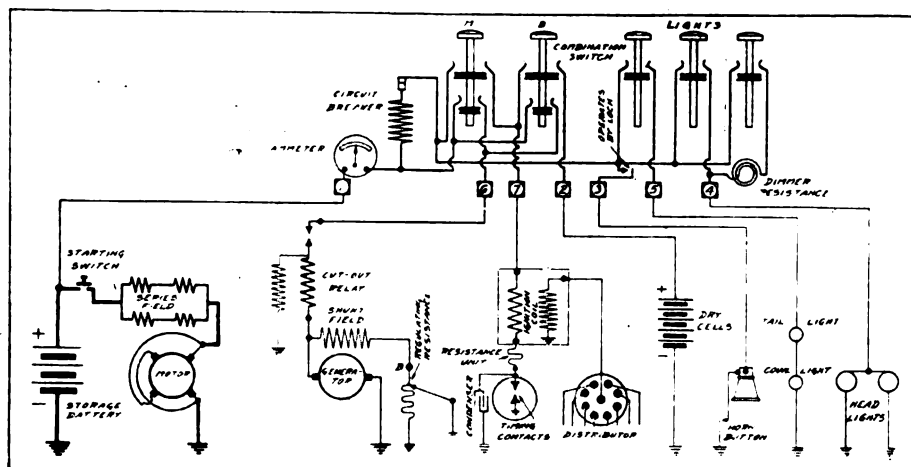 M
B
LIGHTS
COMBINATION
SWITCH
CIRCUIT
BREAKER
OPERATED
BY LOCK
AMMETER
6
7
2
3
5
4
DIMMER
RESISTANCE
STARTING
SWITCH
SERIES
FIELD
CUT-OUT
RELAY
SHUNT
FIELD
REGULATING
RESISTANCE
B
IGNITION
COIL
RESISTANCE
UNIT
+
DRY
CELLS
-
TAIL LIGHT
COWL LIGHT
+
MOTOR
GENERA-
TOR
-
STORAGE
BATTERY
CONDENSER
TIMING
CONTACTS
DISTRIBUTOR
HORN
BUTTON
HEAD
LIGHTS